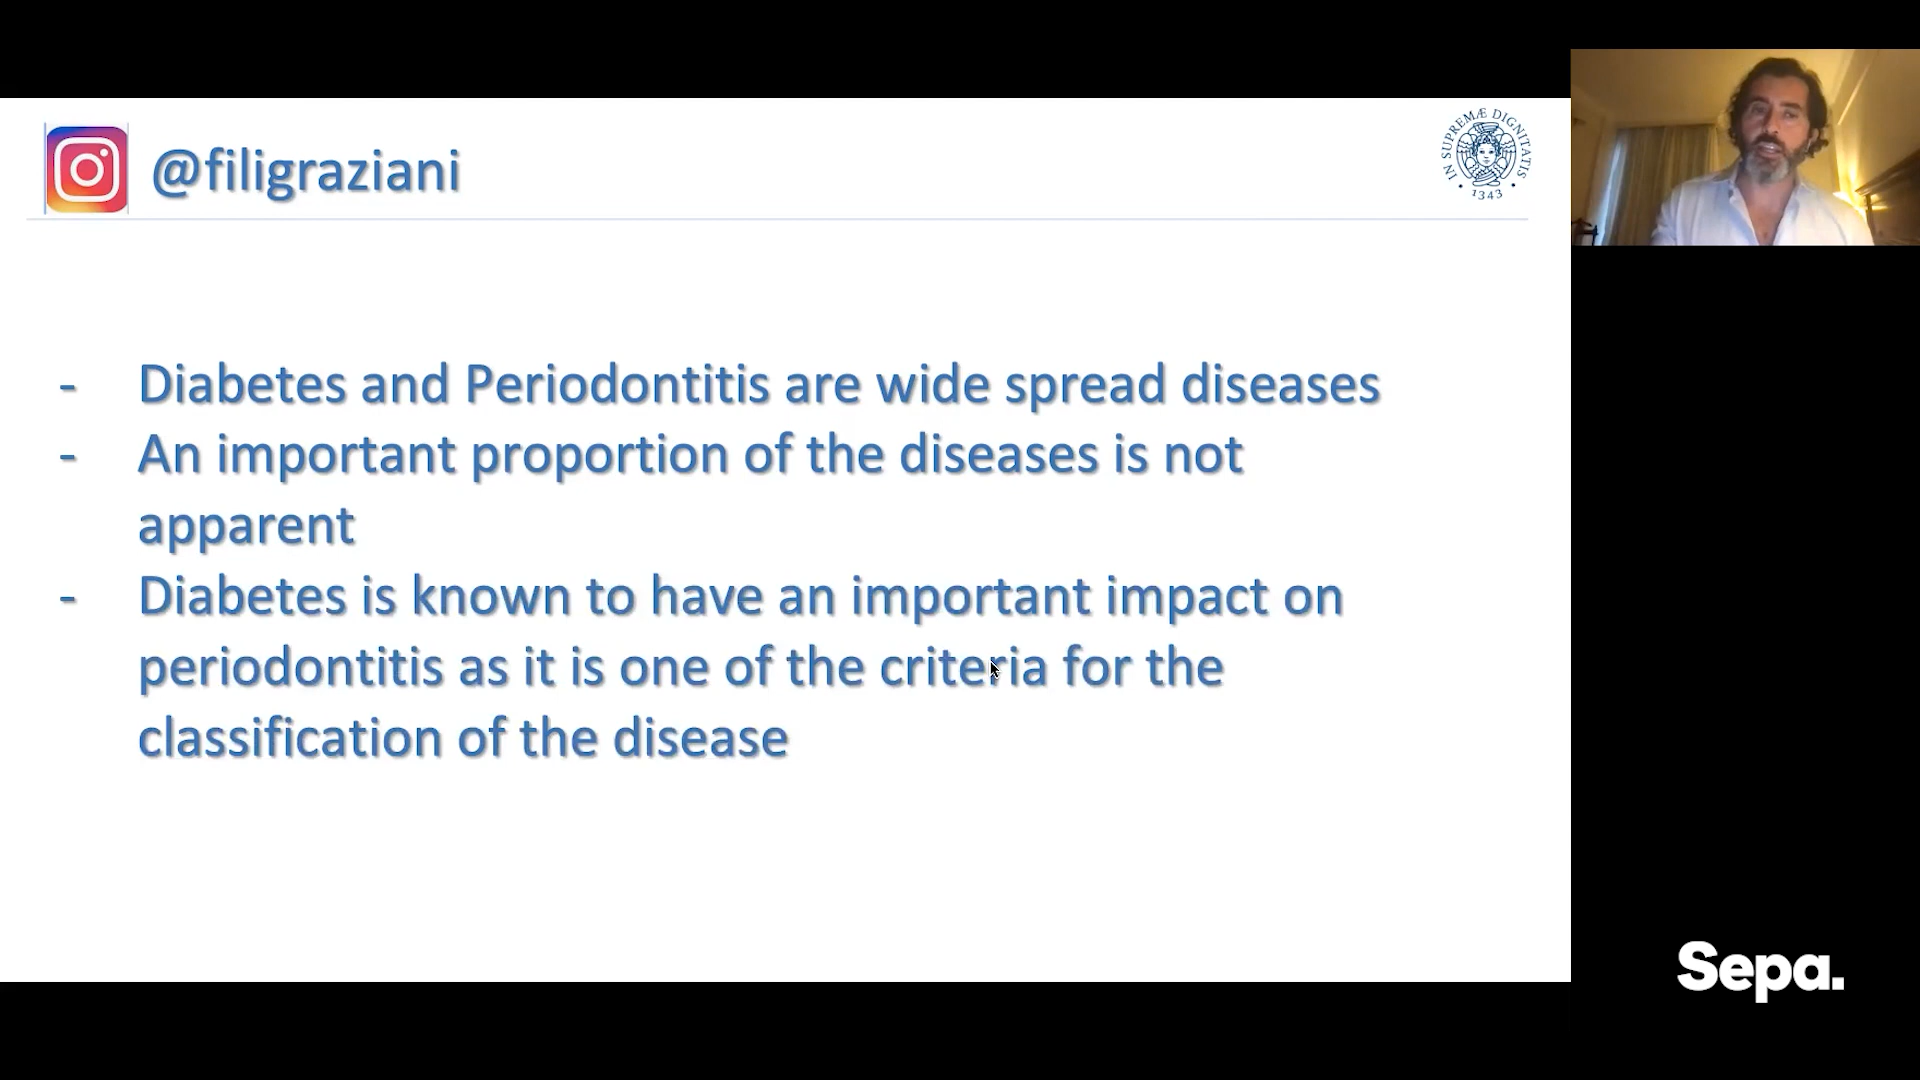 @filigraziani
IN SUPREMÆ DIGNITATIS
• 1343 •
- Diabetes and Periodontitis are wide spread diseases
- An important proportion of the diseases is not
apparent
- Diabetes is known to have an important impact on
periodontitis as it is one of the criteria for the
classification of the disease
Sepa.